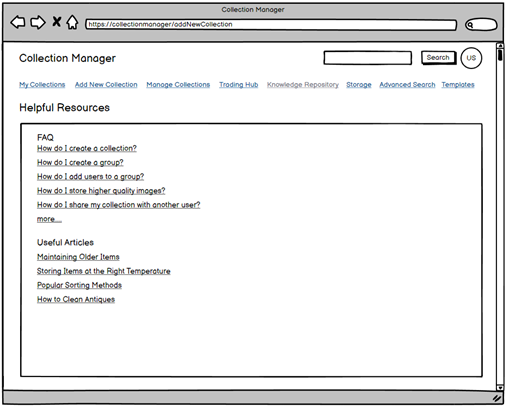 Collection Manager
https://collectionmanager/addNewCollection
Collection Manager
Search
US
My Collections Add New Collection Manage Collections Trading Hub Knowledge Repository Storage Advanced Search Templates
Helpful Resources
FAQ
How do I create a collection?
How do I create a group?
How do I add users to a group?
How do I store higher quality images?
How do I share my collection with another user?
more....
Useful Articles
Maintaining Older Items
Storing Items at the Right Temperature
Popular Sorting Methods
How to Clean Antiques